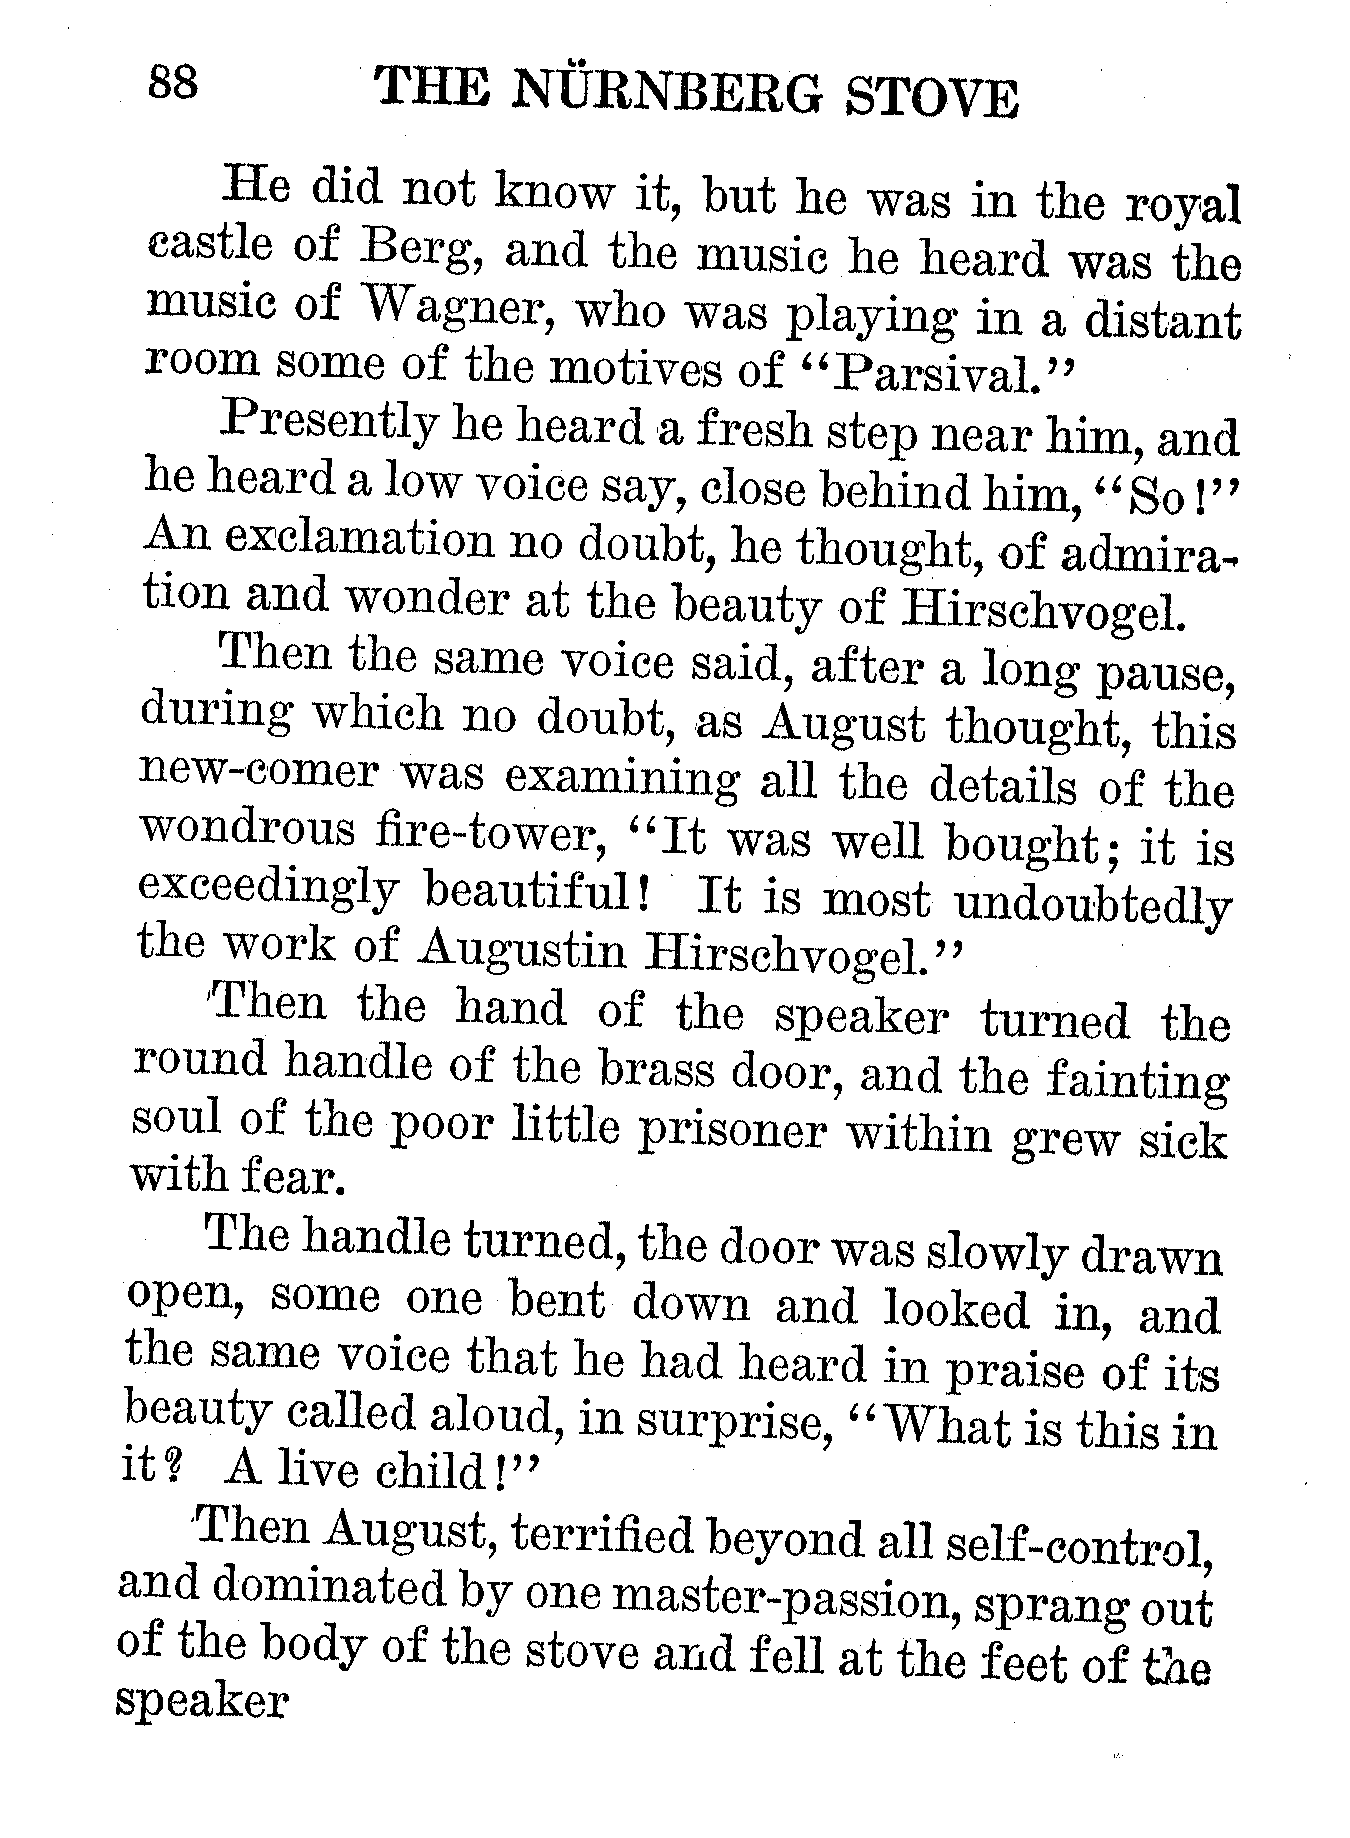 88 THE NÜRNBERG STOVE
He did not know it, but he was in the royal
castle of Berg, and the music he heard was the
music of Wagner, who was playing in a distant
room some of the motives of “Parsival.”
Presently he heard a fresh step near him, and
he heard a low voice say, close behind him, “So!”
An exclamation no doubt, he thought, of admira-
tion and wonder at the beauty of Hirschvogel.
Then the same voice said, after a long pause,
during which no doubt, as August thought, this
new-comer was examining all the details of the
wondrous fire-tower, “It was well bought; it is
exceedingly beautiful! It is most undoubtedly
the work of Augustin Hirschvogel.”
Then the hand of the speaker turned the
round handle of the brass door, and the fainting
soul of the poor little prisoner within grew sick
with fear.
The handle turned, the door was slowly drawn
open, some one bent down and looked in, and
the same voice that he had heard in praise of its
beauty called aloud, in surprise, “What is this in
it? A live child!”
Then August, terrified beyond all self-control,
and dominated by one master-passion, sprang out
of the body of the stove and fell at the feet of the
speaker